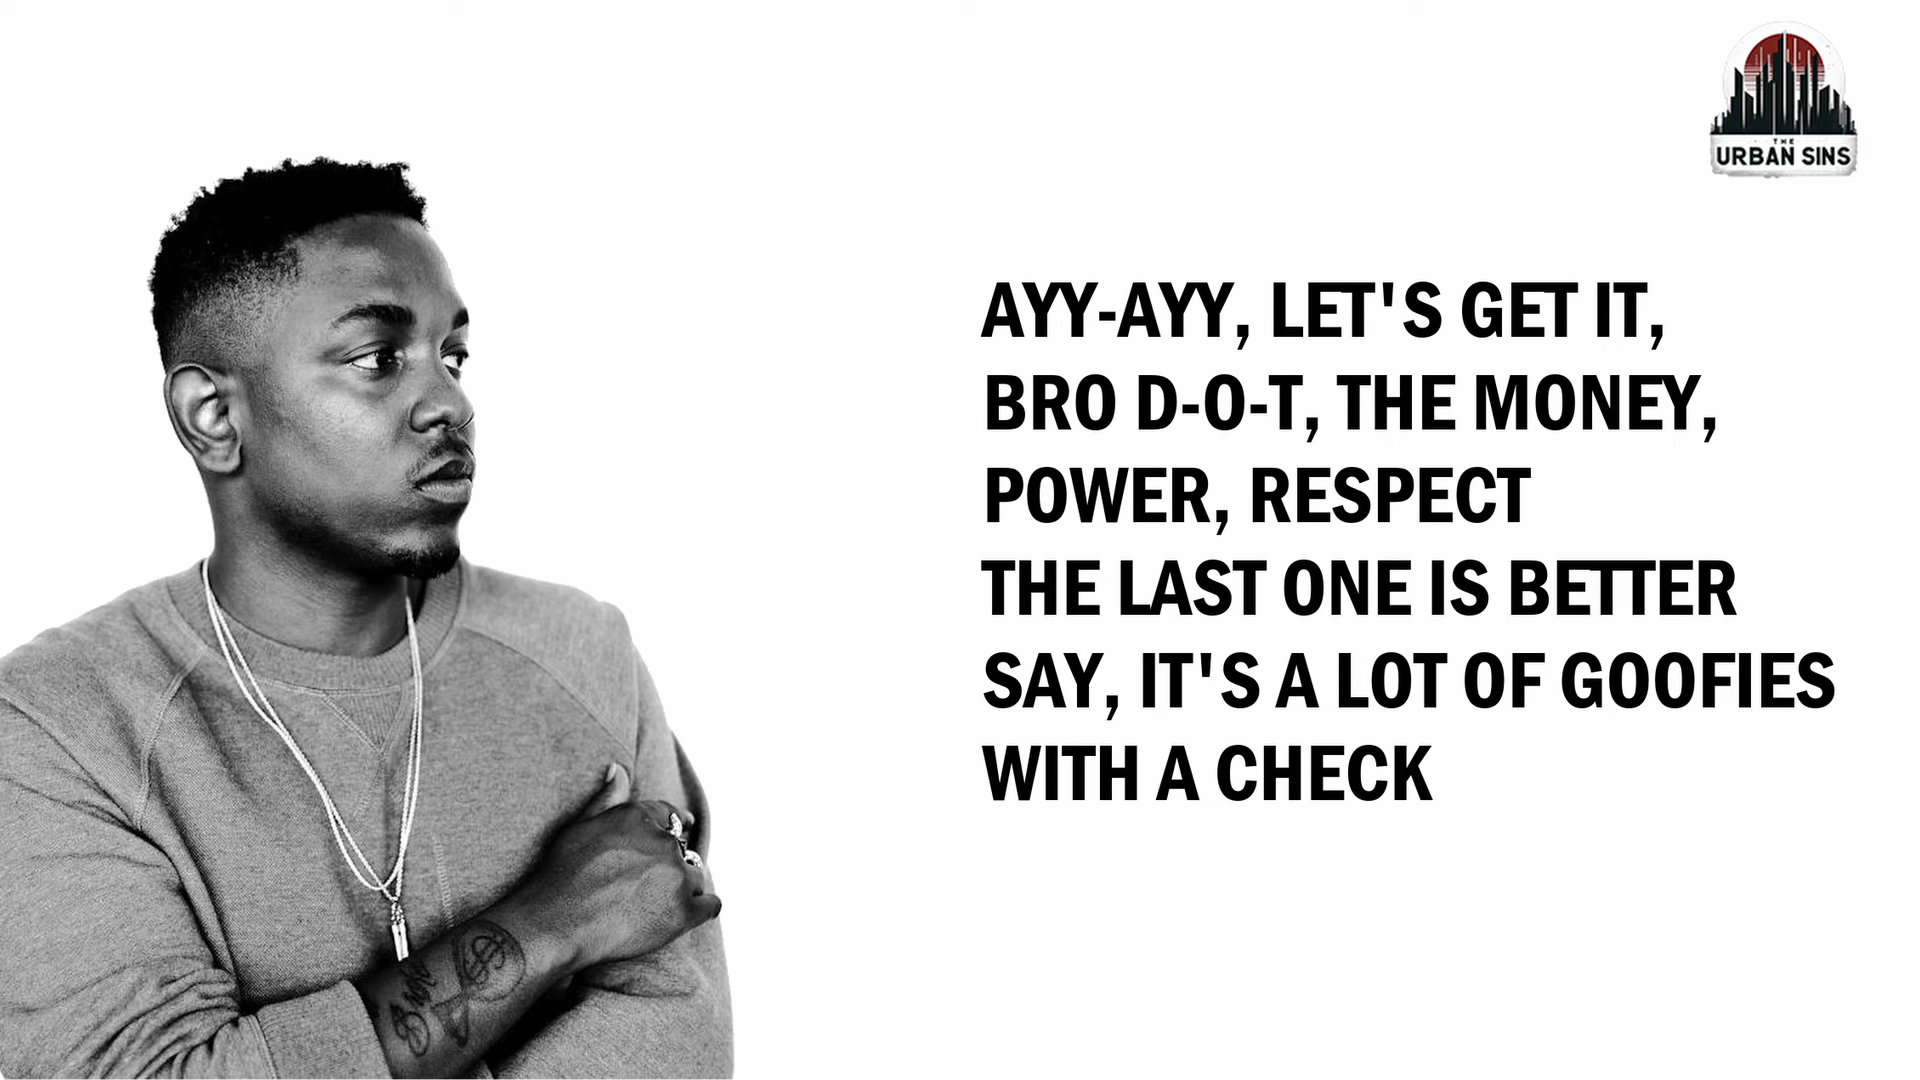 THE
URBAN SINS
AYY-AYY, LET'S GET IT,
BRO D-O-T, THE MONEY,
POWER, RESPECT
THE LAST ONE IS BETTER
SAY, IT'S A LOT OF GOOFIES
WITH A CHECK